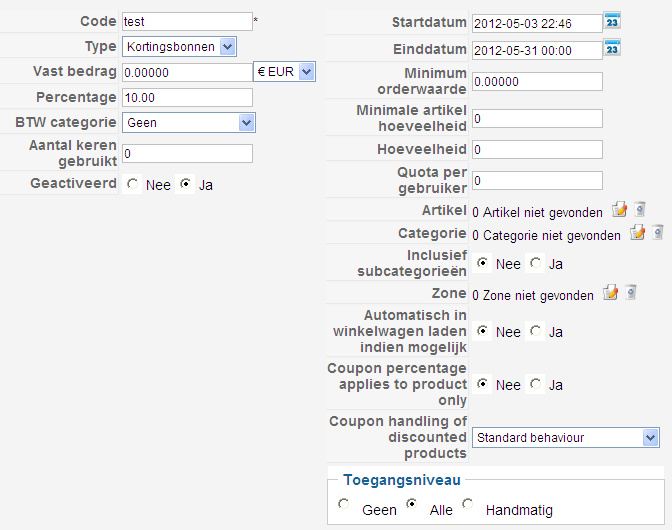 Code test *
Type Kortingsbonnen
Vast bedrag 0.00000 € EUR
Percentage 10.00
BTW categorie Geen
Aantal keren
gebruikt 0
Geactiveerd Nee Ja
Startdatum 2012-05-03 22:46 23
Einddatum 2012-05-31 00:00 23
Minimum
orderwaarde 0.00000
Minimale artikel
hoeveelheid 0
Hoeveelheid 0
Quota per
gebruiker 0
Artikel 0 Artikel niet gevonden
Categorie 0 Categorie niet gevonden
Inclusief
subcategorieën Nee Ja
Zone 0 Zone niet gevonden
Automatisch in
winkelwagen laden Nee Ja
indien mogelijk
Coupon percentage
applies to product Nee Ja
only
Coupon handling of
discounted Standard behaviour
products
Toegangsniveau
Geen Alle Handmatig